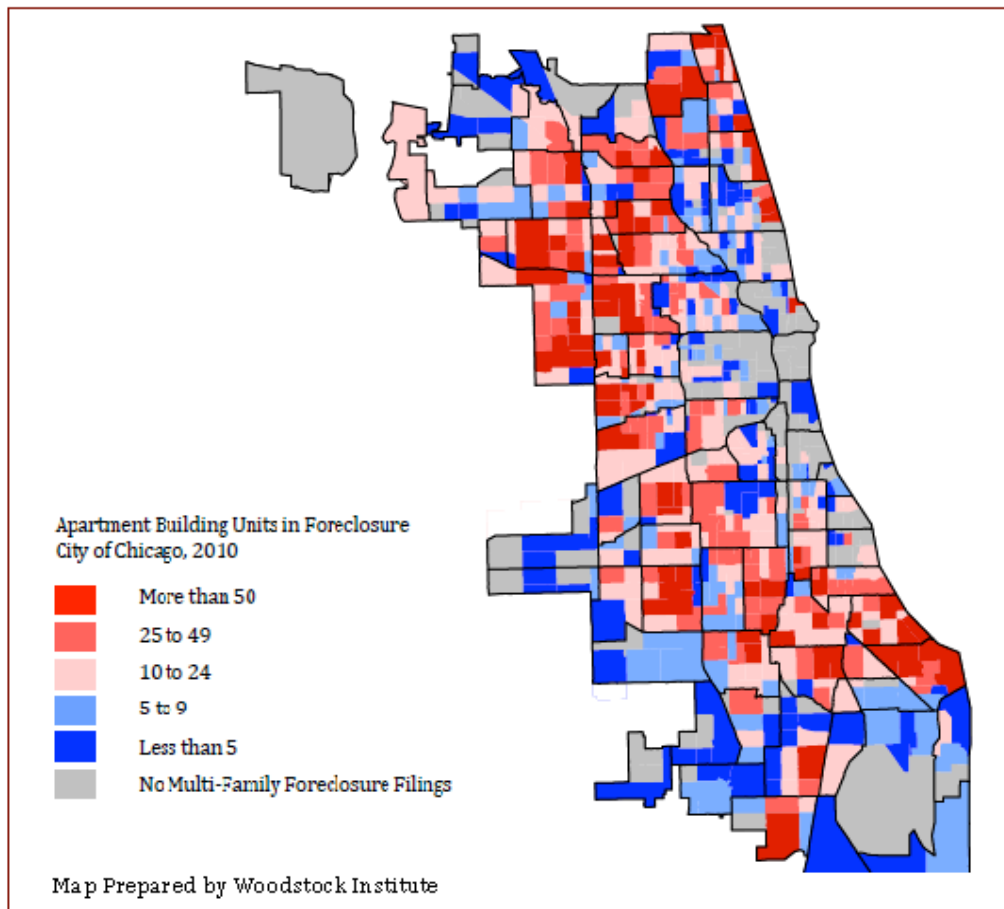 Apartment Building Units in Foreclosure
City of Chicago, 2010
More than 50
25 to 49
10 to 24
5 to 9
Less than 5
No Multi-Family Foreclosure Filings
Map Prepared by Woodstock Institute